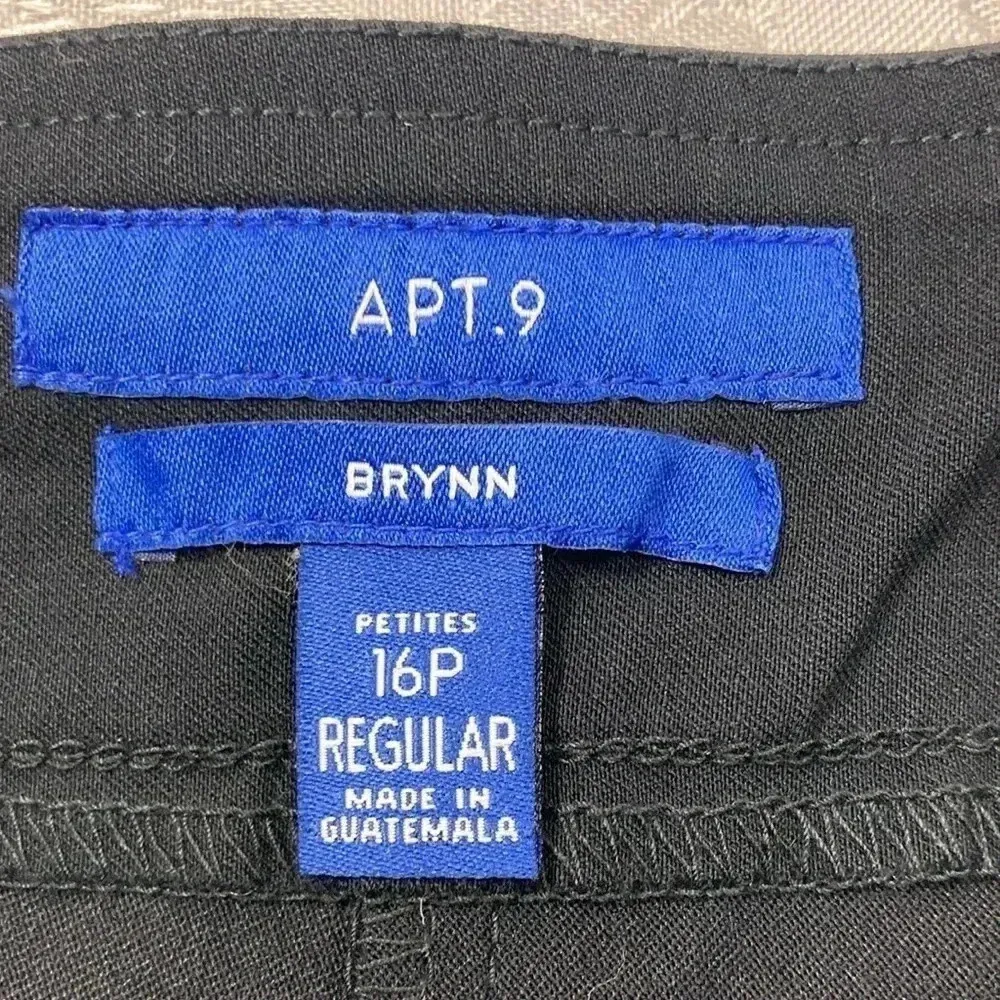 APT.9
BRYNN
PETITES
16P
REGULAR
MADE IN
GUATEMALA